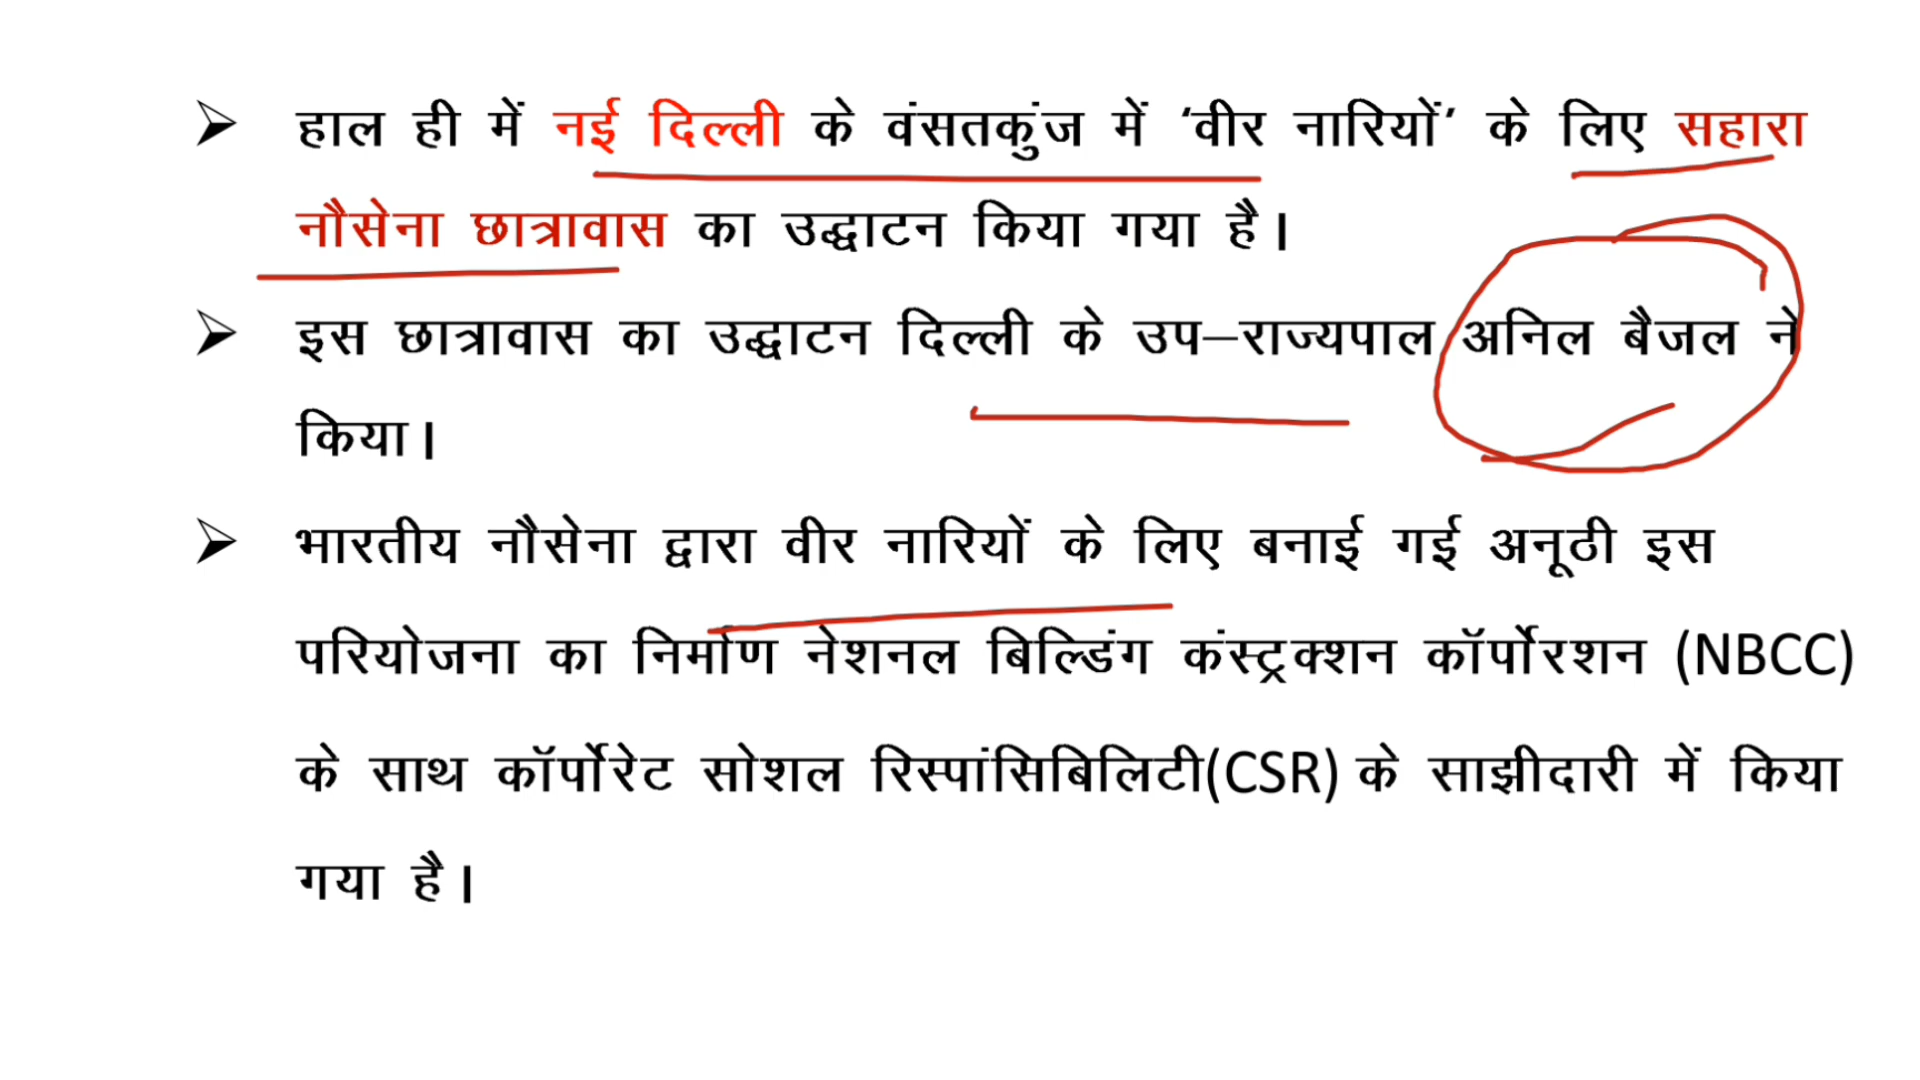 हाल ही में नई दिल्ली के वंसतकुंज में ‘वीर नारियों’ के लिए सहारा
नौसेना छात्रावास का उद्घाटन किया गया है।
इस छात्रावास का उद्घाटन दिल्ली के उप–राज्यपाल अनिल बैजल ने
किया।
भारतीय नौसेना द्वारा वीर नारियों के लिए बनाई गई अनूठी इस
परियोजना का निर्माण नेशनल बिल्डिंग कंस्ट्रक्शन कॉर्पोरशन (NBCC)
के साथ कॉर्पोरेट सोशल रिस्पांसिबिलिटी(CSR) के साझीदारी में किया
गया है।